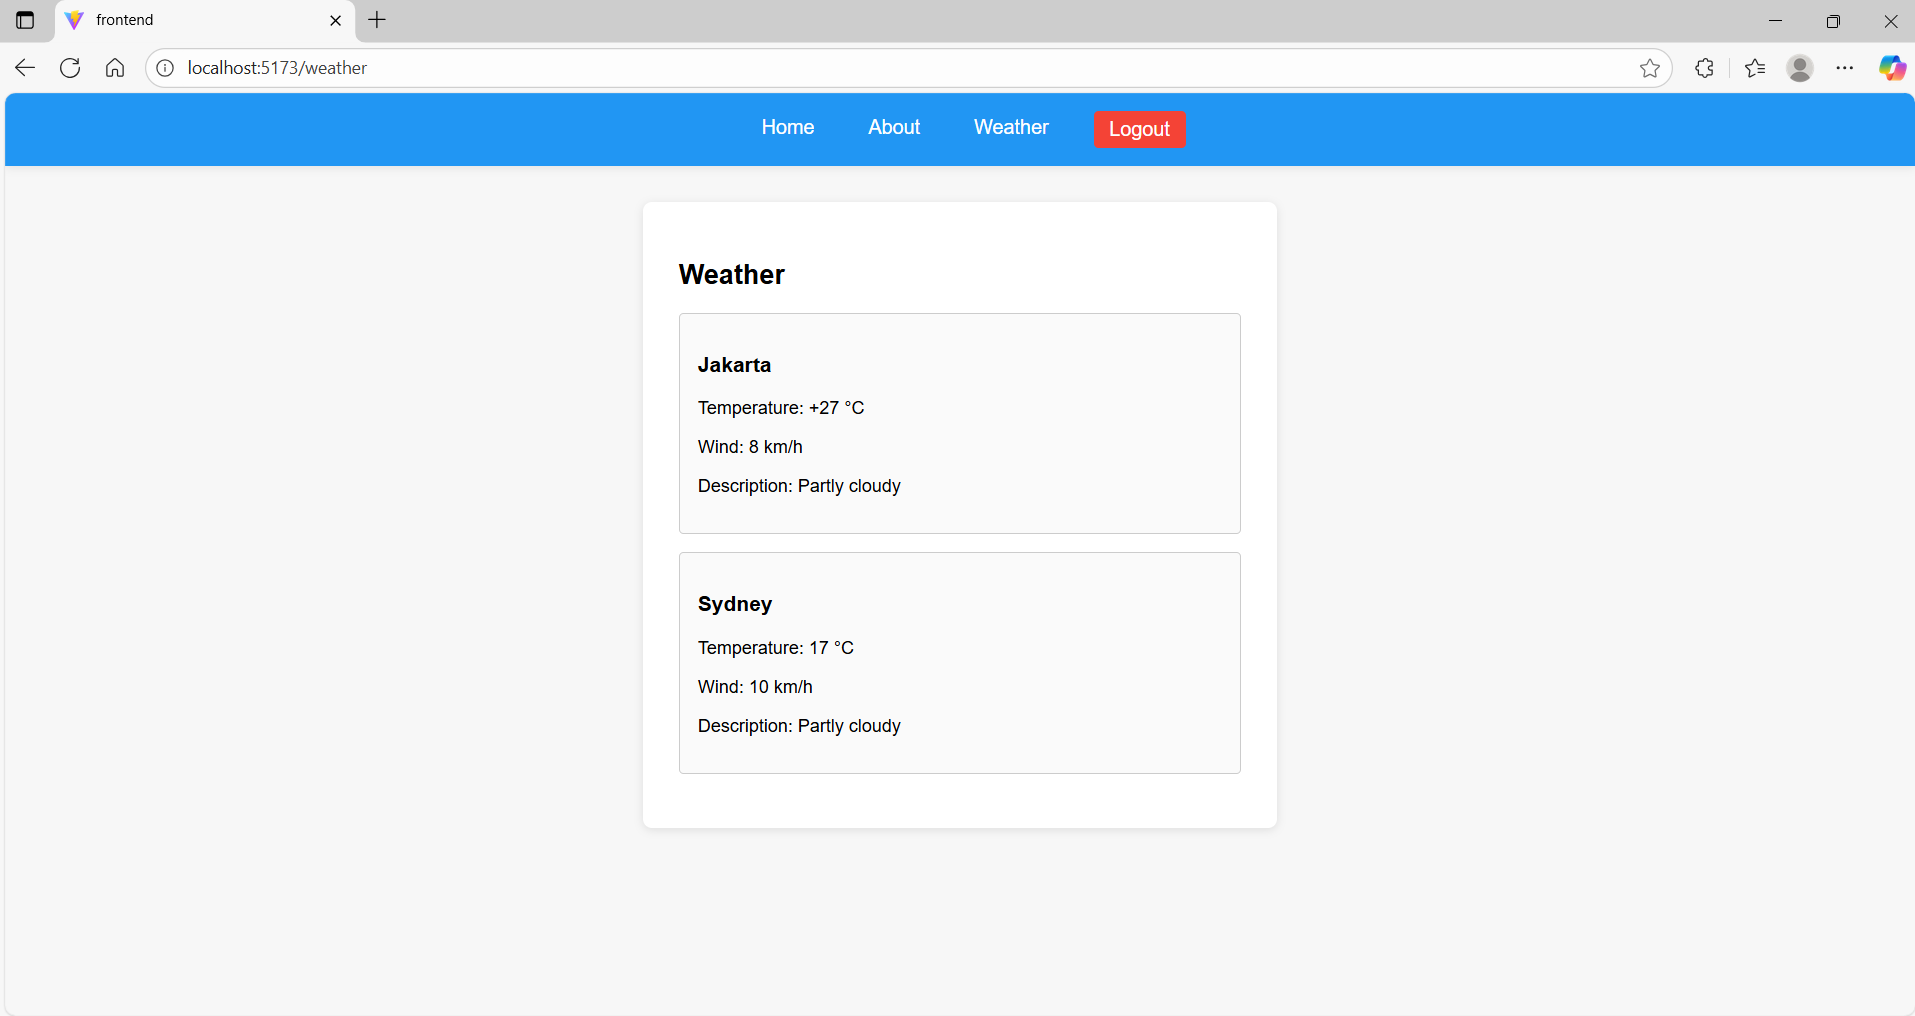 frontend
localhost:5173/weather
Home About Weather Logout
Weather
Jakarta
Temperature: +27 °C
Wind: 8 km/h
Description: Partly cloudy
Sydney
Temperature: 17 °C
Wind: 10 km/h
Description: Partly cloudy